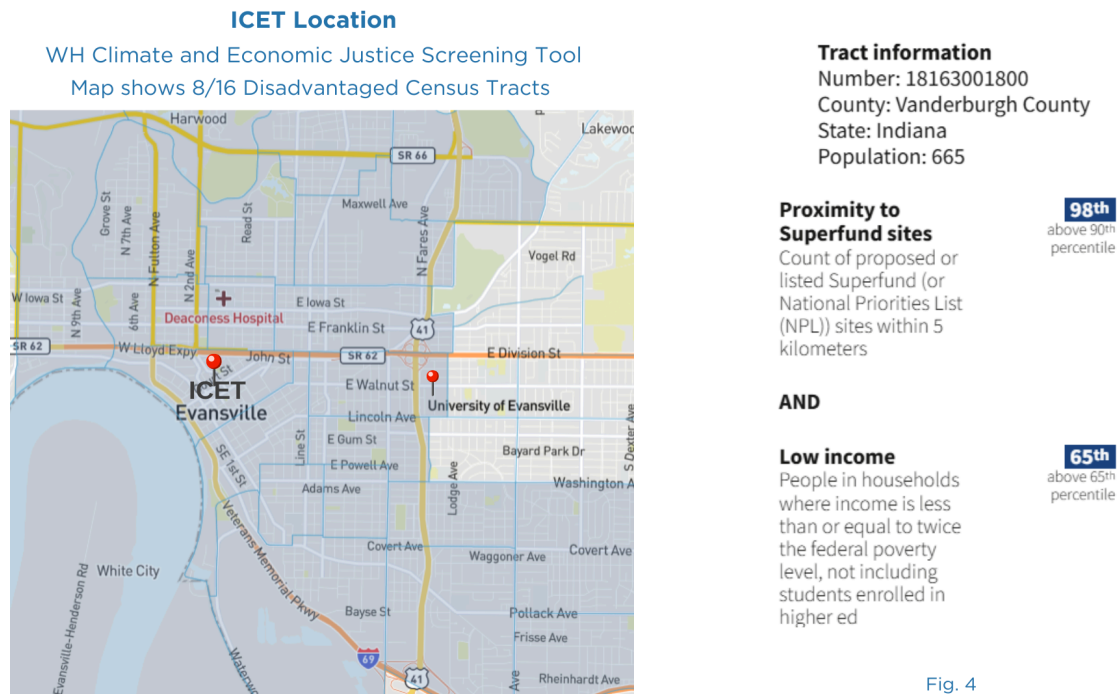 ICET Location
WH Climate and Economic Justice Screening Tool
Map shows 8/16 Disadvantaged Census Tracts
Harwood
Lakewoo
SR 66
Grove St
N 7th Ave
N Fulton Ave
Read St
Maxwell Ave
N Fares Ave
Vogel Rd
N 2nd Ave
W Iowa St
N 9th Ave
6th Ave
E Iowa St
Deaconess Hospital
E Franklin St
41
SR 62
W Lloyd Expy
John St
SR 62
E Division St
ICET
Evansville
E Walnut St
University of Evansville
Lincoln Ave
S Dexter Ave
Line St
E Gum St
Bayard Park Dr
E Powell Ave
SE 1st St
Adams Ave
Lodge Ave
Washington A
Veterans Memorial Pkwy
Covert Ave
Waggoner Ave
Covert Ave
White City
Evansville-Henderson Rd
Bayse St
Pollack Ave
Frisse Ave
69
41
Waterwo
Ave
Rheinhardt Ave
Tract information
Number: 18163001800
County: Vanderburgh County
State: Indiana
Population: 665
Proximity to
Superfund sites
98th
above 90th
percentile
Count of proposed or
listed Superfund (or
National Priorities List
(NPL)) sites within 5
kilometers
AND
Low income
65th
above 65th
percentile
People in households
where income is less
than or equal to twice
the federal poverty
level, not including
students enrolled in
higher ed
Fig. 4